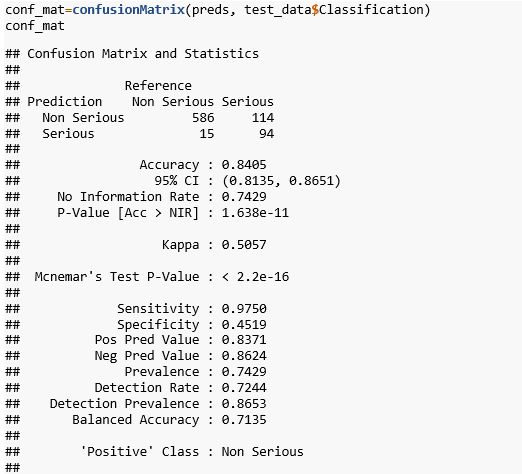 conf_mat=confusionMatrix(preds, test_data$Classification)
conf_mat
## Confusion Matrix and Statistics
##
##               Reference
## Prediction    Non Serious Serious
##   Non Serious         586     114
##   Serious              15      94
##
##                Accuracy : 0.8405
##                  95% CI : (0.8135, 0.8651)
##     No Information Rate : 0.7429
##     P-Value [Acc > NIR] : 1.638e-11
##
##                   Kappa : 0.5057
##
##  Mcnemar's Test P-Value : < 2.2e-16
##
##             Sensitivity : 0.9750
##             Specificity : 0.4519
##          Pos Pred Value : 0.8371
##          Neg Pred Value : 0.8624
##              Prevalence : 0.7429
##          Detection Rate : 0.7244
##    Detection Prevalence : 0.8653
##       Balanced Accuracy : 0.7135
##
##        'Positive' Class : Non Serious
##